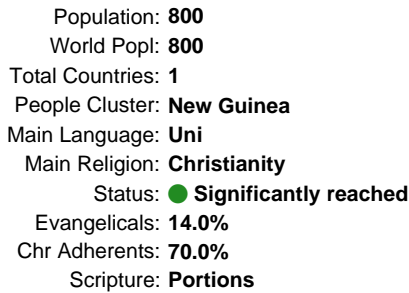 Population: 800
World Popl: 800
Total Countries: 1
People Cluster: New Guinea
Main Language: Uni
Main Religion: Christianity
Status: Significantly reached
Evangelicals: 14.0%
Chr Adherents: 70.0%
Scripture: Portions